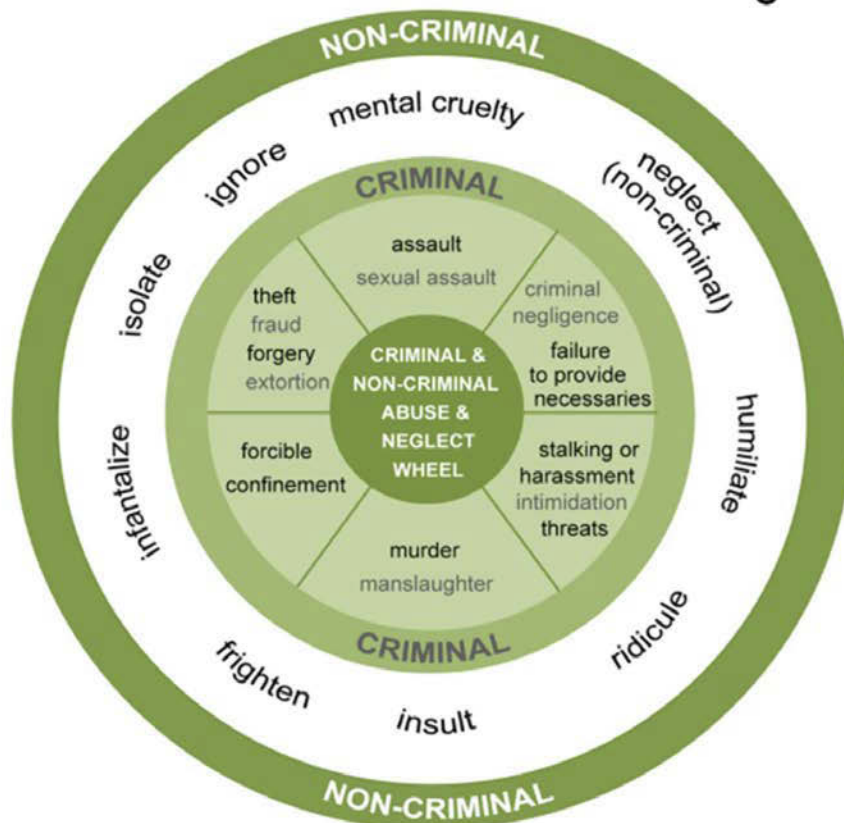 NON-CRIMINAL
mental cruelty
neglect
(non-criminal)
humiliate
ridicule
insult
frighten
infantalize
isolate
ignore
CRIMINAL
assault
sexual assault
criminal
negligence
failure
to provide
necessaries
stalking or
harassment
intimidation
threats
murder
manslaughter
forcible
confinement
theft
fraud
forgery
extortion
CRIMINAL &
NON-CRIMINAL
ABUSE &
NEGLECT
WHEEL
CRIMINAL
NON-CRIMINAL